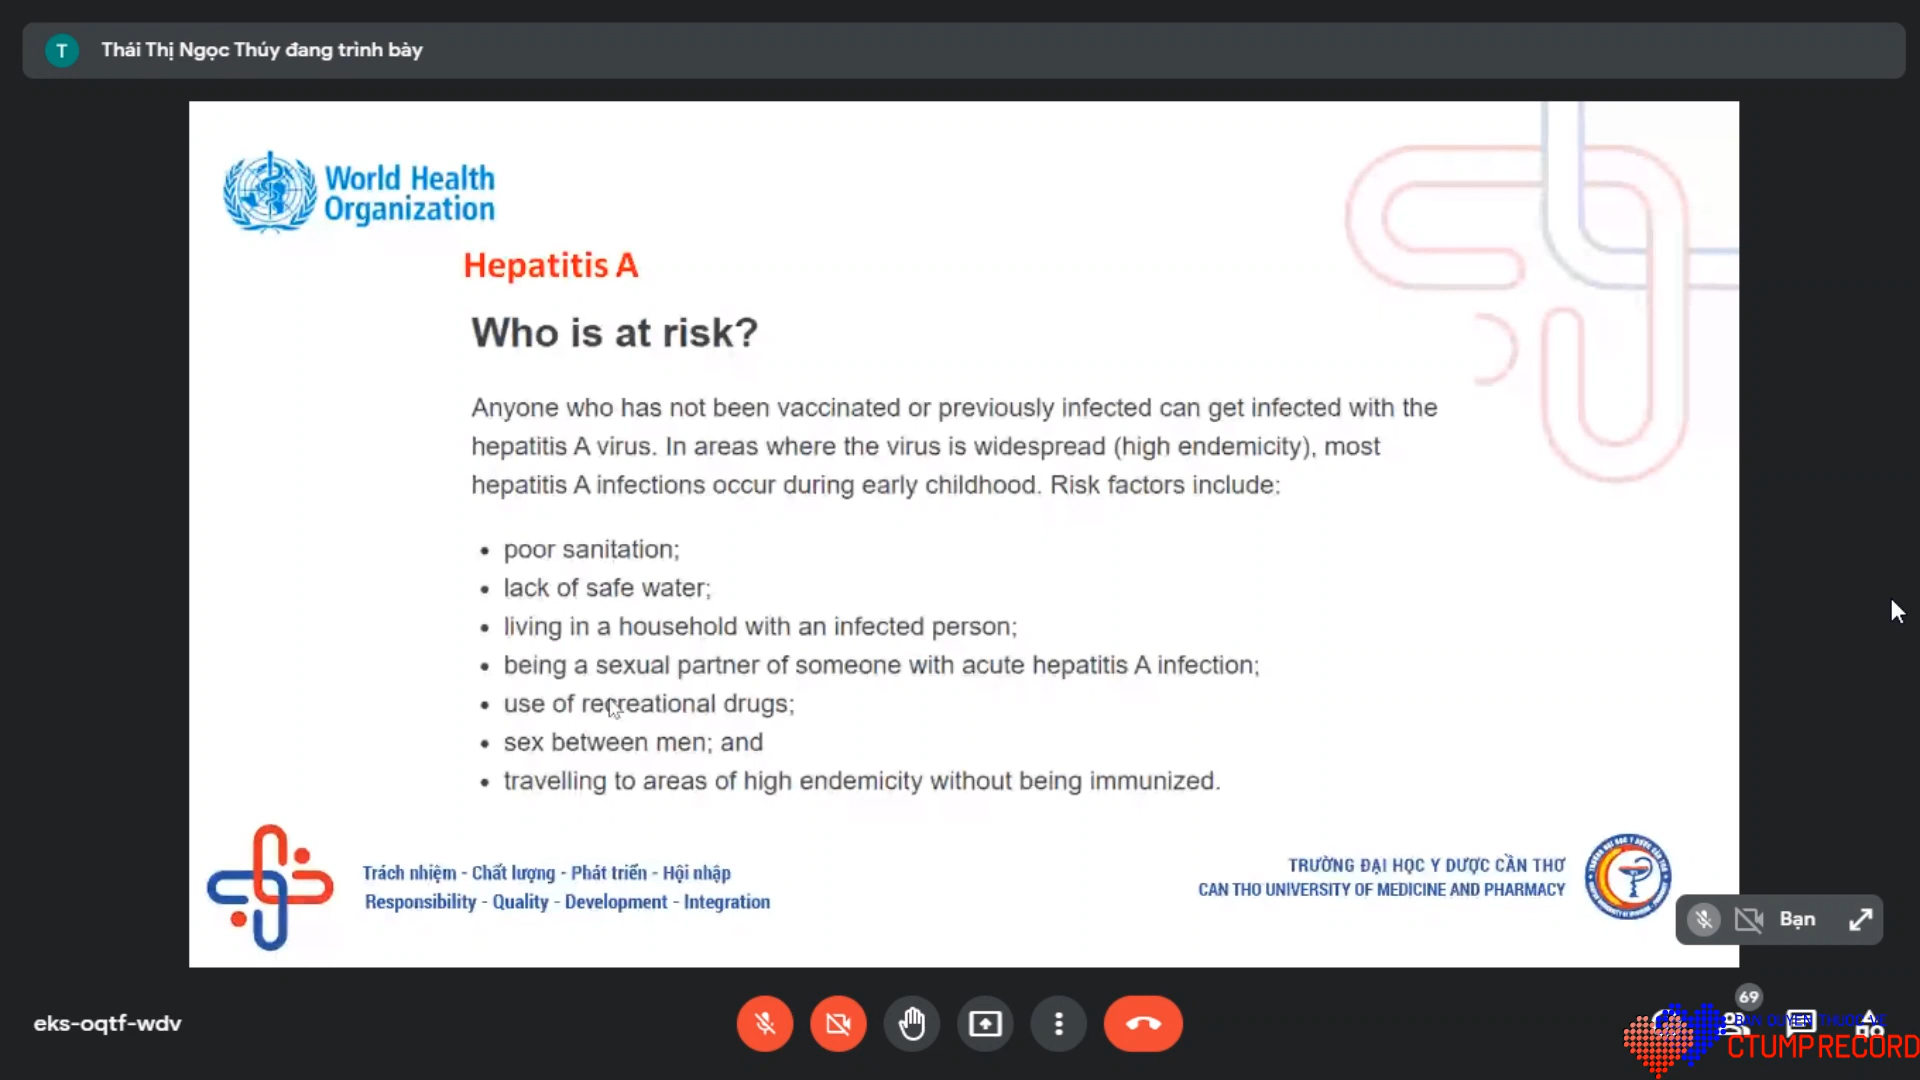 T
Thái Thị Ngọc Thúy đang trình bày
World Health
Organization
Hepatitis A
Who is at risk?
Anyone who has not been vaccinated or previously infected can get infected with the
hepatitis A virus. In areas where the virus is widespread (high endemicity), most
hepatitis A infections occur during early childhood. Risk factors include:
• poor sanitation;
• lack of safe water;
• living in a household with an infected person;
• being a sexual partner of someone with acute hepatitis A infection;
• use of recreational drugs;
• sex between men; and
• travelling to areas of high endemicity without being immunized.
Trách nhiệm - Chất lượng - Phát triển - Hội nhập
Responsibility - Quality - Development - Integration
TRƯỜNG ĐẠI HỌC Y DƯỢC CẦN THƠ
CAN THO UNIVERSITY OF MEDICINE AND PHARMACY
Bạn
69
eks-oqtf-wdv
BẢN QUYỀN THUỘC VỀ
CTUMP RECORD